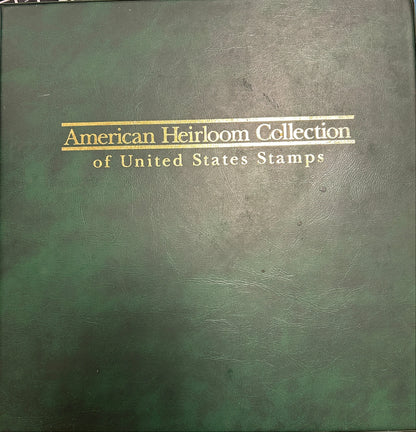 American Heirloom Collection
of United States Stamps